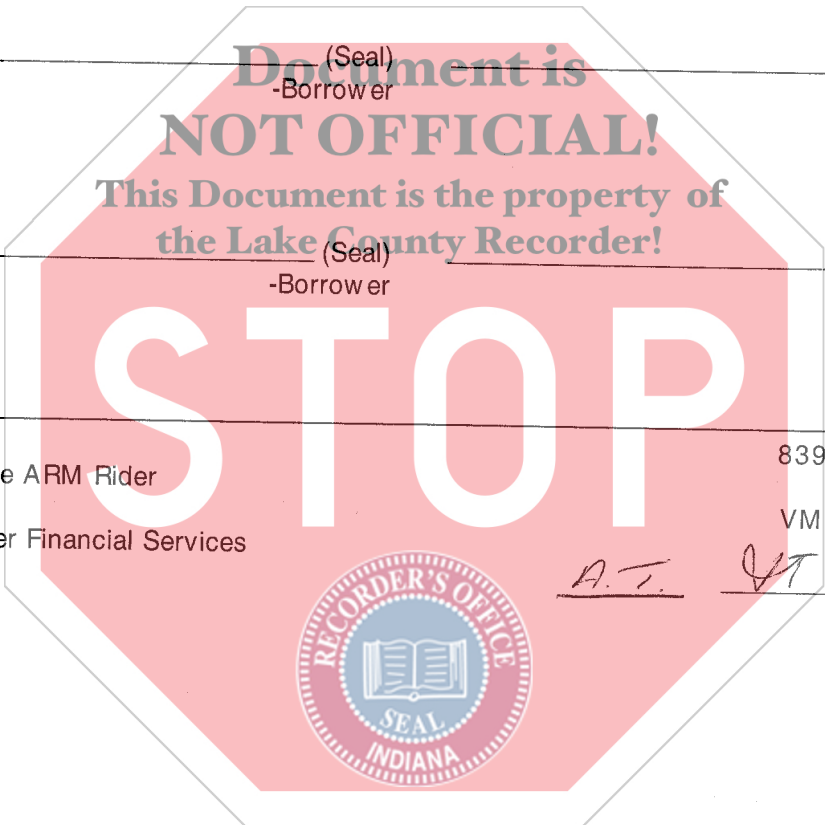 Document is
(Seal)
-Borrower
NOT OFFICIAL!
This Document is the property of
the Lake County Recorder!
(Seal)
-Borrower
STOP
e ARM Rider
839
er Financial Services
VM
A.T.
RECORDER'S OFFICE
SEAL
INDIANA